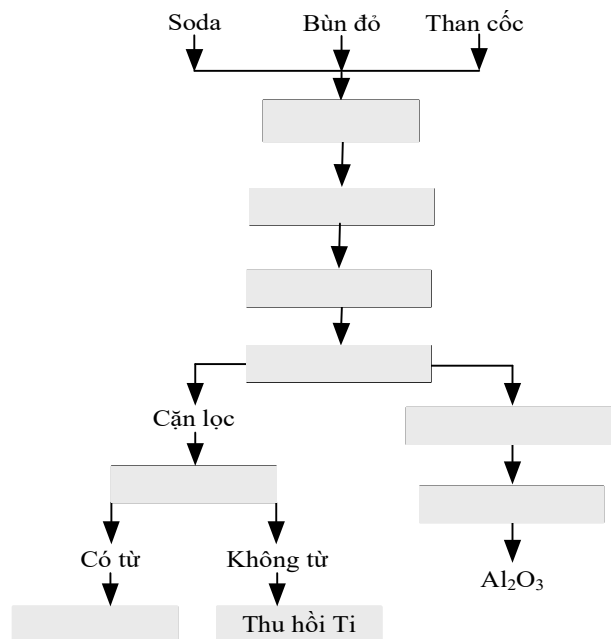 Soda
Bùn đỏ
Than cốc
Cặn lọc
Có từ
Không từ
Al₂O₃
Thu hồi Ti